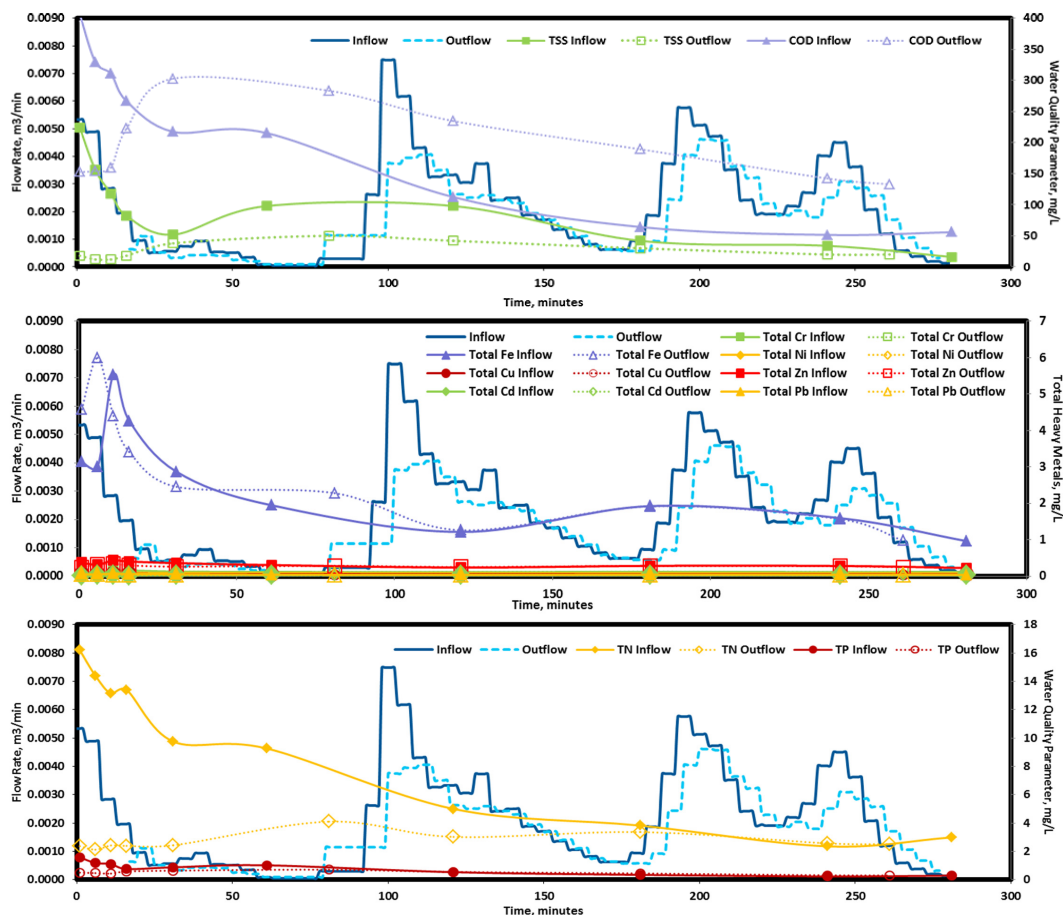 0.0090 400
Inflow Outflow TSS Inflow TSS Outflow COD Inflow COD Outflow
0.0080 350
0.0070 300
0.0060 250
0.0050 200
0.0040
0.0030 150
0.0020 100
0.0010 50
0.0000 0
0 50 100 150 200 250 300
Time, minutes
Flow Rate, m3/min
Water Quality Parameter, mg/L
0.0090 7
Inflow Outflow Total Cr Inflow Total Cr Outflow
Total Fe Inflow Total Fe Outflow Total Ni Inflow Total Ni Outflow
Total Cu Inflow Total Cu Outflow Total Zn Inflow Total Zn Outflow
Total Cd Inflow Total Cd Outflow Total Pb Inflow Total Pb Outflow
0.0080 6
0.0070 5
0.0060
0.0050 4
0.0040 3
0.0030
0.0020 2
0.0010 1
0.0000 0
0 50 100 150 200 250 300
Time, minutes
Flow Rate, m3/min
Total Heavy Metals, mg/L
0.0090 18
Inflow Outflow TN Inflow TN Outflow TP Inflow TP Outflow
0.0080 16
0.0070 14
0.0060 12
0.0050 10
0.0040 8
0.0030 6
0.0020 4
0.0010 2
0.0000 0
0 50 100 150 200 250 300
Time, minutes
Flow Rate, m3/min
Water Quality Parameter, mg/L